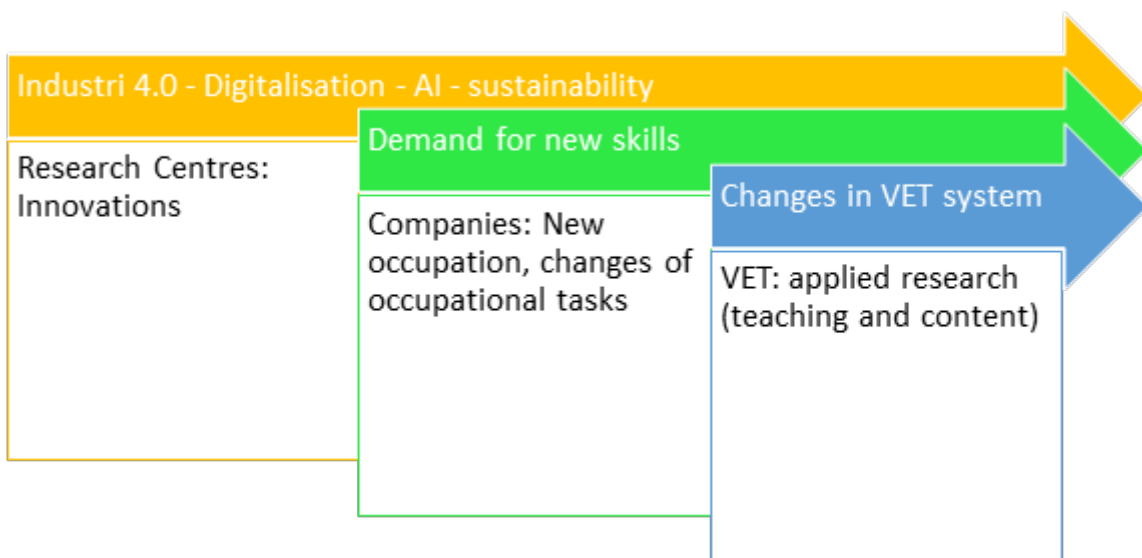 Industri 4.0 - Digitalisation - AI - sustainability
Research Centres:
Innovations
Demand for new skills
Companies: New
occupation, changes of
occupational tasks
Changes in VET system
VET: applied research
(teaching and content)